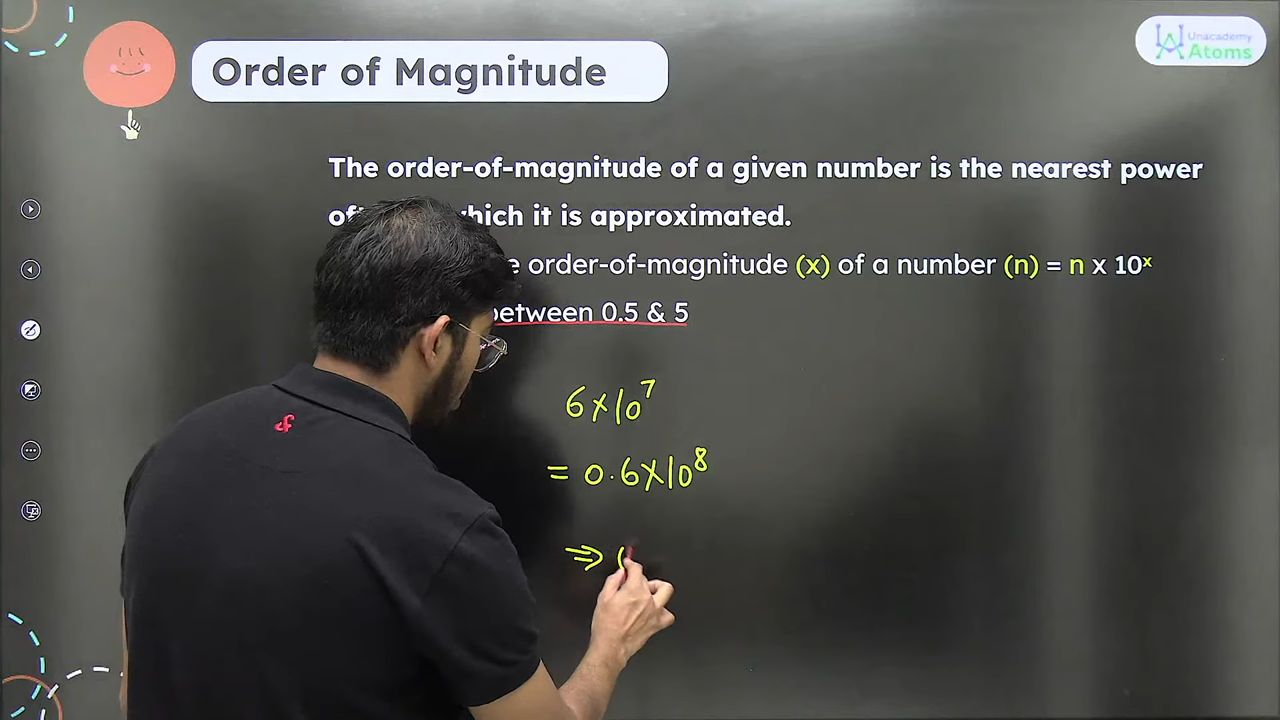 Order of Magnitude
Unacademy
Atoms
The order-of-magnitude of a given number is the nearest power
which it is approximated.
order-of-magnitude (x) of a number (n) = n x 10ˣ
between 0.5 & 5
6×10⁷
= 0.6×10⁸
⇒